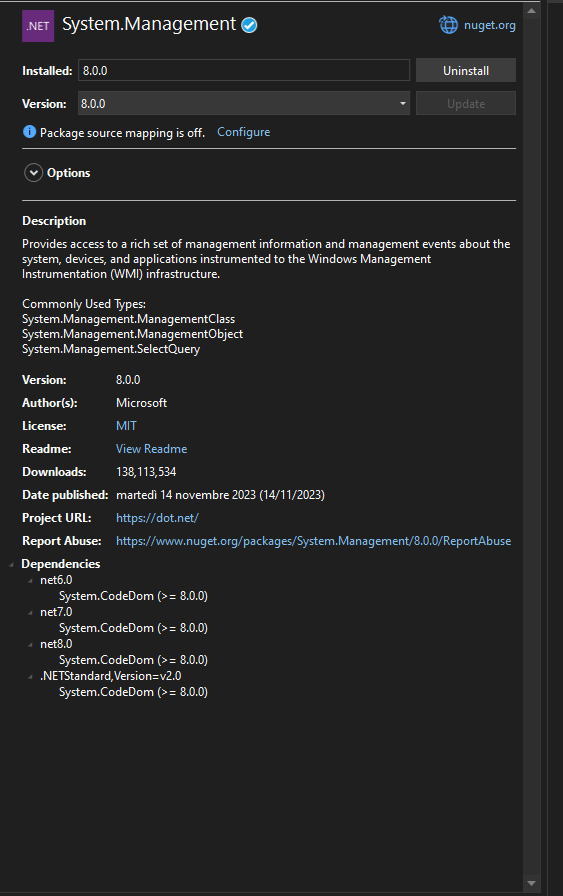 .NET System.Management nuget.org
Installed: 8.0.0 Uninstall
Version: 8.0.0 Update
Package source mapping is off. Configure
Options
Description
Provides access to a rich set of management information and management events about the
system, devices, and applications instrumented to the Windows Management
Instrumentation (WMI) infrastructure.
Commonly Used Types:
System.Management.ManagementClass
System.Management.ManagementObject
System.Management.SelectQuery
Version: 8.0.0
Author(s): Microsoft
License: MIT
Readme: View Readme
Downloads: 138,113,534
Date published: martedì 14 novembre 2023 (14/11/2023)
Project URL: https://dot.net/
Report Abuse: https://www.nuget.org/packages/System.Management/8.0.0/ReportAbuse
Dependencies
net6.0
System.CodeDom (>= 8.0.0)
net7.0
System.CodeDom (>= 8.0.0)
net8.0
System.CodeDom (>= 8.0.0)
.NETStandard,Version=v2.0
System.CodeDom (>= 8.0.0)